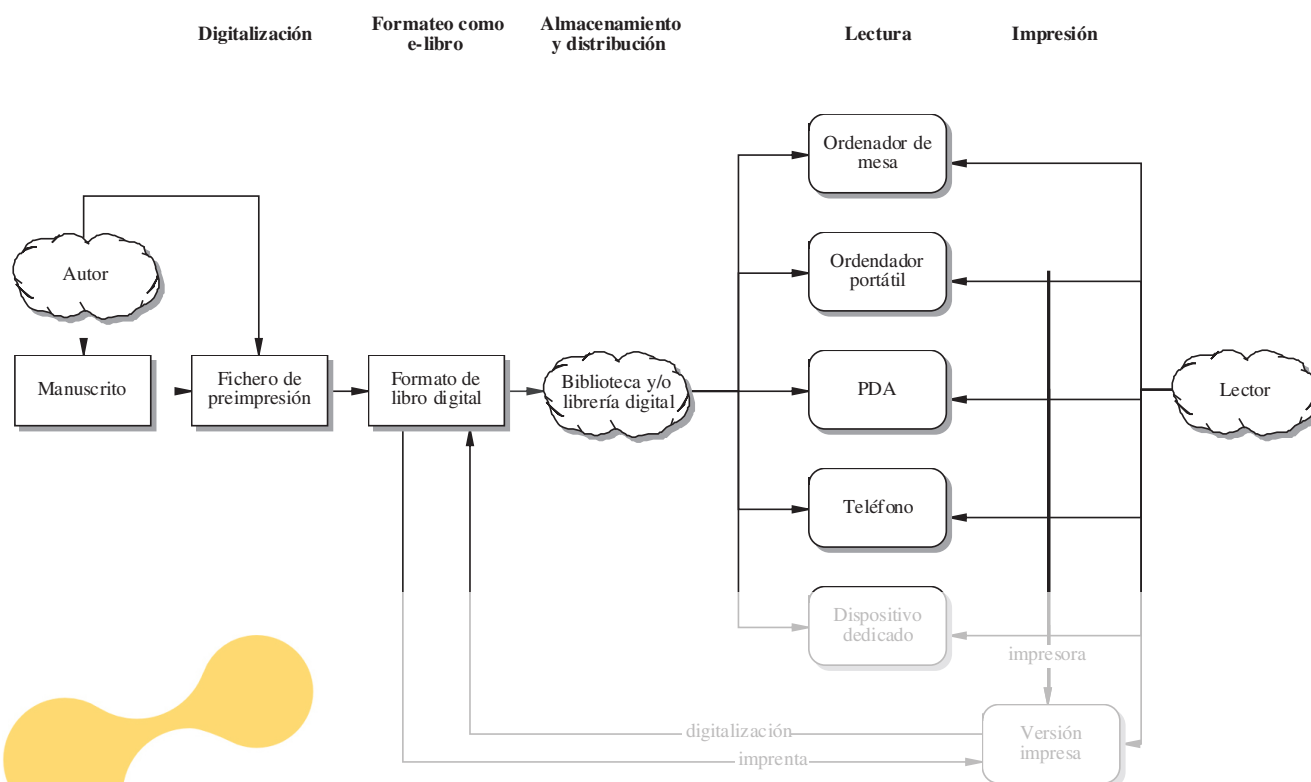 Digitalización
Formateo como
e-libro
Almacenamiento
y distribución
Lectura
Impresión
Ordenador de
mesa
Autor
Ordendador
portátil
Manuscrito
Fichero de
preimpresión
Formato de
libro digital
Biblioteca y/o
librería digital
PDA
Lector
Teléfono
Dispositivo
dedicado
impresora
digitalización
imprenta
Versión
impresa